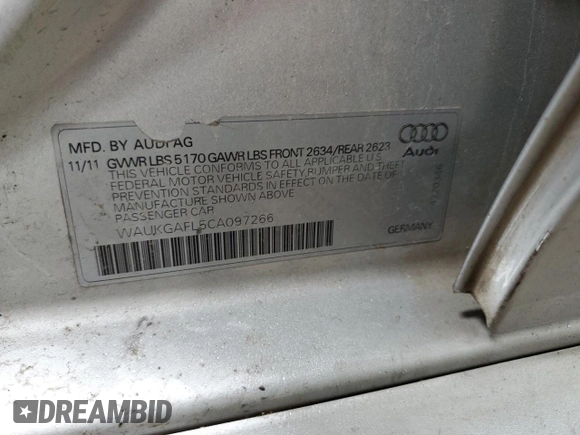 MFD. BY AUDI AG
11/11 GVWR LBS 5170 GAWR LBS FRONT 2634/REAR 2623
THIS VEHICLE CONFORMS TO ALL APPLICABLE U.S.
FEDERAL MOTOR VEHICLE SAFETY, BUMPER AND THEFT
PREVENTION STANDARDS IN EFFECT ON THE DATE OF
MANUFACTURE SHOWN ABOVE
PASSENGER CAR
WAUKGAFL5CA097266
Audi
GERMANY
DREAMBID